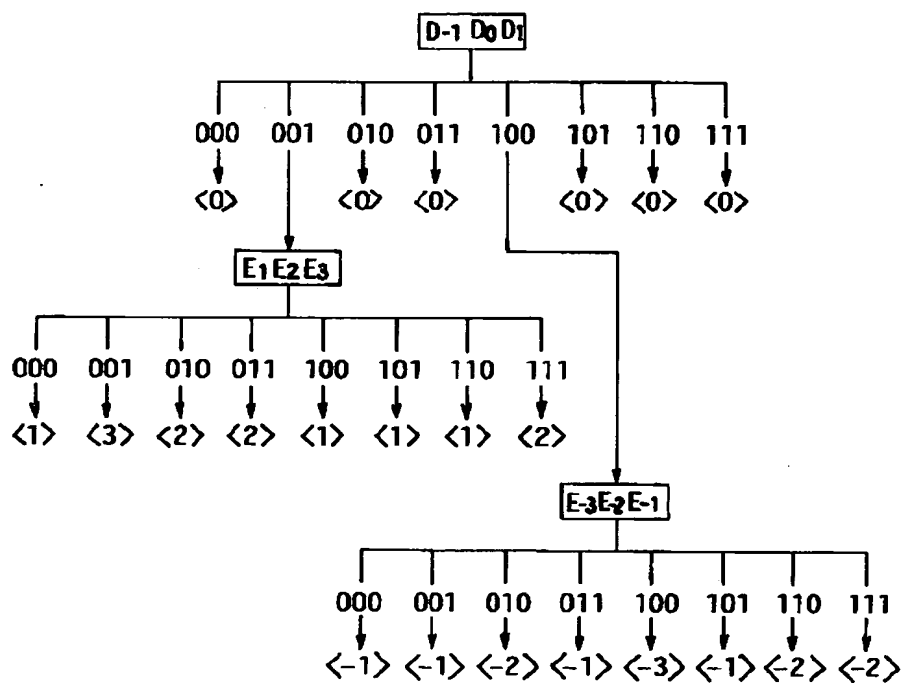 D-1 D0 D1
000 001 010 011 100 101 110 111
<0> <0> <0> <0> <0> <0>
E1 E2 E3
000 001 010 011 100 101 110 111
<1> <3> <2> <2> <1> <1> <1> <2>
E-3 E-2 E-1
000 001 010 011 100 101 110 111
<-1> <-1> <-2> <-1> <-3> <-1> <-2> <-2>